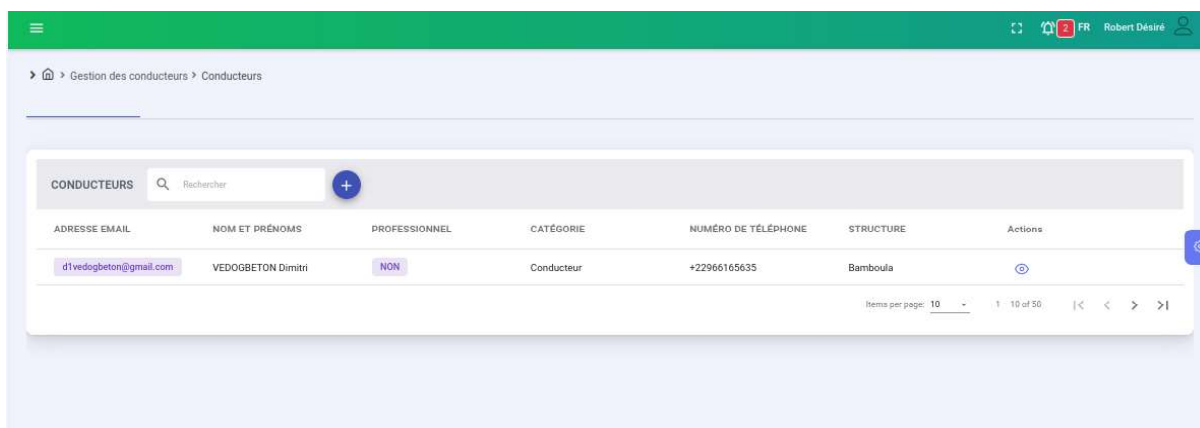 2 FR Robert Désiré
> > Gestion des conducteurs > Conducteurs
CONDUCTEURS Rechercher +
ADRESSE EMAIL NOM ET PRÉNOMS PROFESSIONNEL CATÉGORIE NUMÉRO DE TÉLÉPHONE STRUCTURE Actions
d1vedogbeton@gmail.com VEDOGBETON Dimitri NON Conducteur +22966165635 Bamboula
Items per page: 10 1 - 10 of 50 |< < > >|